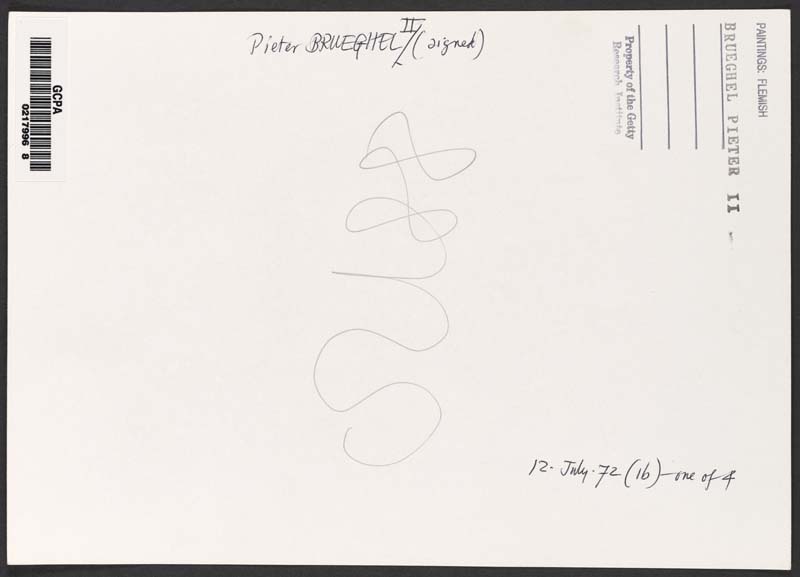 Pieter BRUEGHEL II (signed)
GCPA
0217996 8
PAINTINGS: FLEMISH
BRUEGHEL PIETER II
Property of the Getty
Research Institute
12. July. 72 (1b) - one of 4